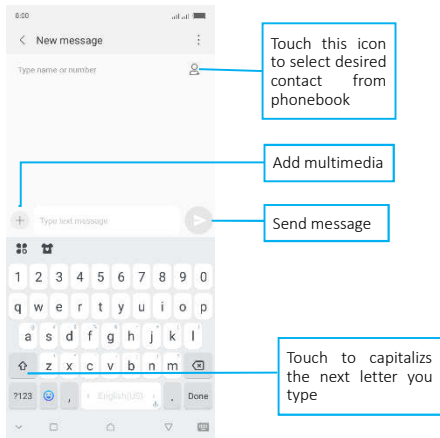 8:00
New message
Type name or number
Touch this icon
to select desired
contact from
phonebook
Add multimedia
Type text message
Send message
1 2 3 4 5 6 7 8 9 0
q w e r t y u i o p
a s d f g h j k l
z x c v b n m
Touch to capitalizs
the next letter you
type
?123 , English(US) . Done